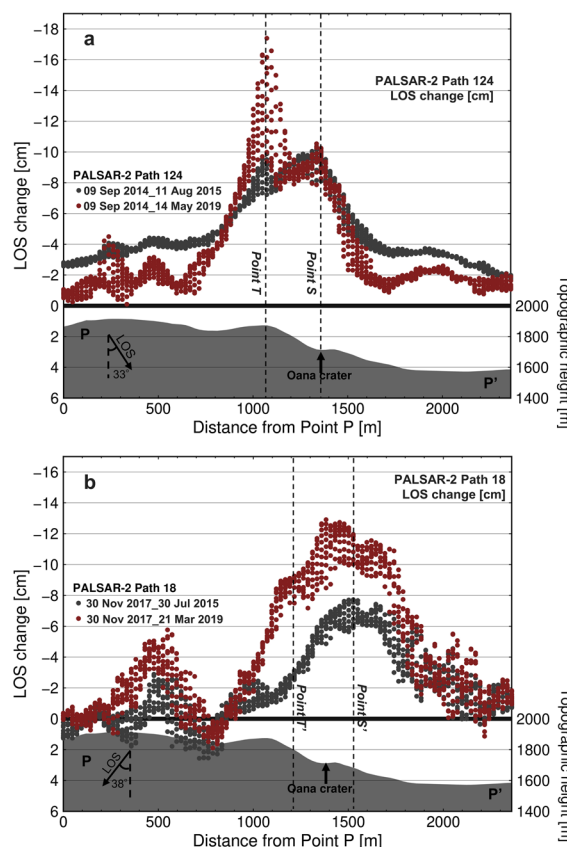 a
PALSAR-2 Path 124
LOS change [cm]
LOS change [cm]
−18
−16
−14
−12
−10
−8
−6
−4
−2
0
2
4
6
PALSAR-2 Path 124
09 Sep 2014_11 Aug 2015
09 Sep 2014_14 May 2019
Point T
Point S
P
LOS
33°
Oana crater
P'
2000
1800
1600
1400
Topographic height [m]
0
500
1000
1500
2000
Distance from Point P [m]
b
PALSAR-2 Path 18
LOS change [cm]
LOS change [cm]
−16
−14
−12
−10
−8
−6
−4
−2
0
2
4
6
PALSAR-2 Path 18
30 Nov 2017_30 Jul 2015
30 Nov 2017_21 Mar 2019
Point T'
Point S'
P
LOS
38°
Oana crater
P'
2000
1800
1600
1400
Topographic height [m]
0
500
1000
1500
2000
Distance from Point P [m]